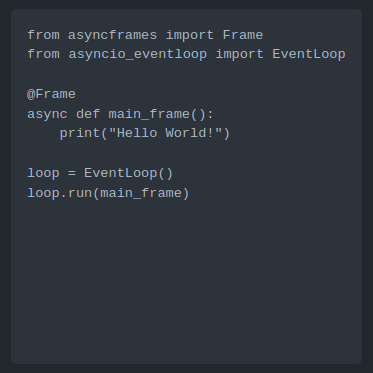 from asyncframes import Frame
from asyncio_eventloop import EventLoop

@Frame
async def main_frame():
    print("Hello World!")

loop = EventLoop()
loop.run(main_frame)